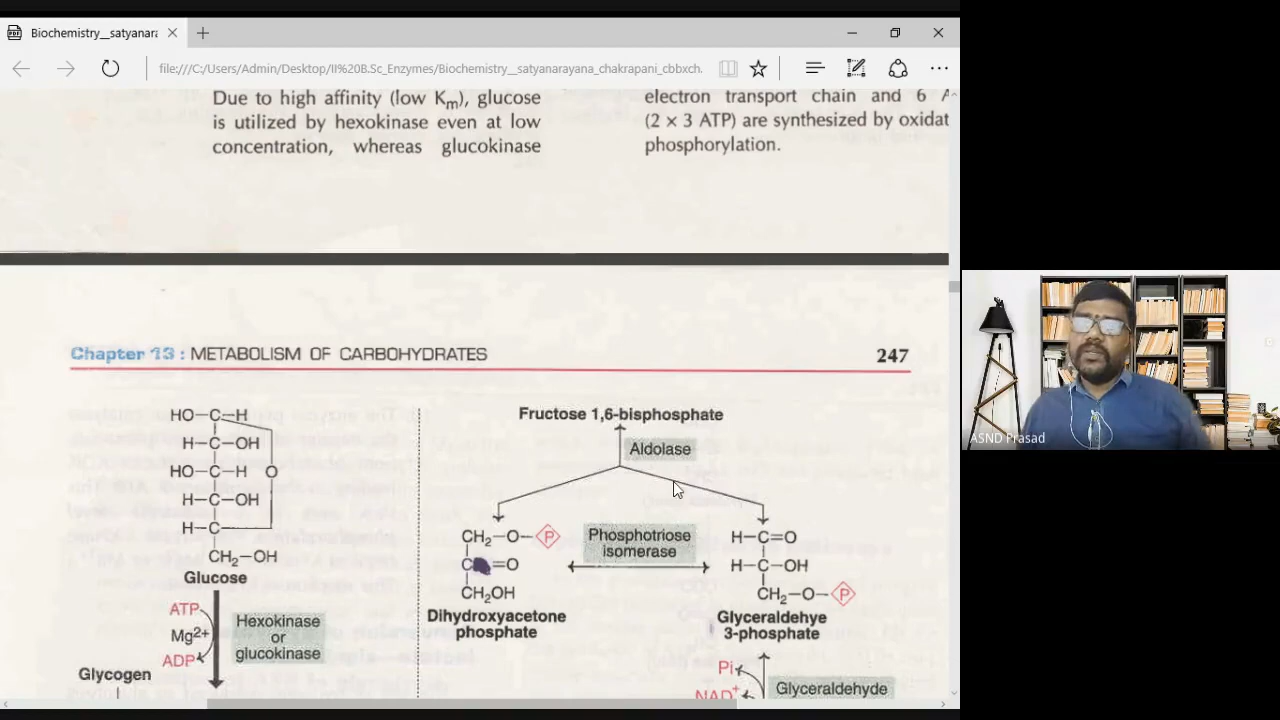 Biochemistry__satyanara
file:///C:/Users/Admin/Desktop/II%20B.Sc_Enzymes/Biochemistry__satyanarayana_chakrapani_cbbxch.
Due to high affinity (low Km), glucose
is utilized by hexokinase even at low
concentration, whereas glucokinase
electron transport chain and 6 A
(2 × 3 ATP) are synthesized by oxidat
phosphorylation.
Chapter 13 : METABOLISM OF CARBOHYDRATES
247
HO–C–H
H–C–OH
HO–C–H
O
H–C–OH
H–C
CH2–OH
Glucose
ATP
Mg2+
ADP
Hexokinase
or
glucokinase
Glycogen
Fructose 1,6-bisphosphate
Aldolase
CH2–O–P
C=O
CH2OH
Dihydroxyacetone
phosphate
Phosphotriose
isomerase
H–C=O
H–C–OH
CH2–O–P
Glyceraldehye
3-phosphate
Pi
NAD+
Glyceraldehyde
ASND Prasad